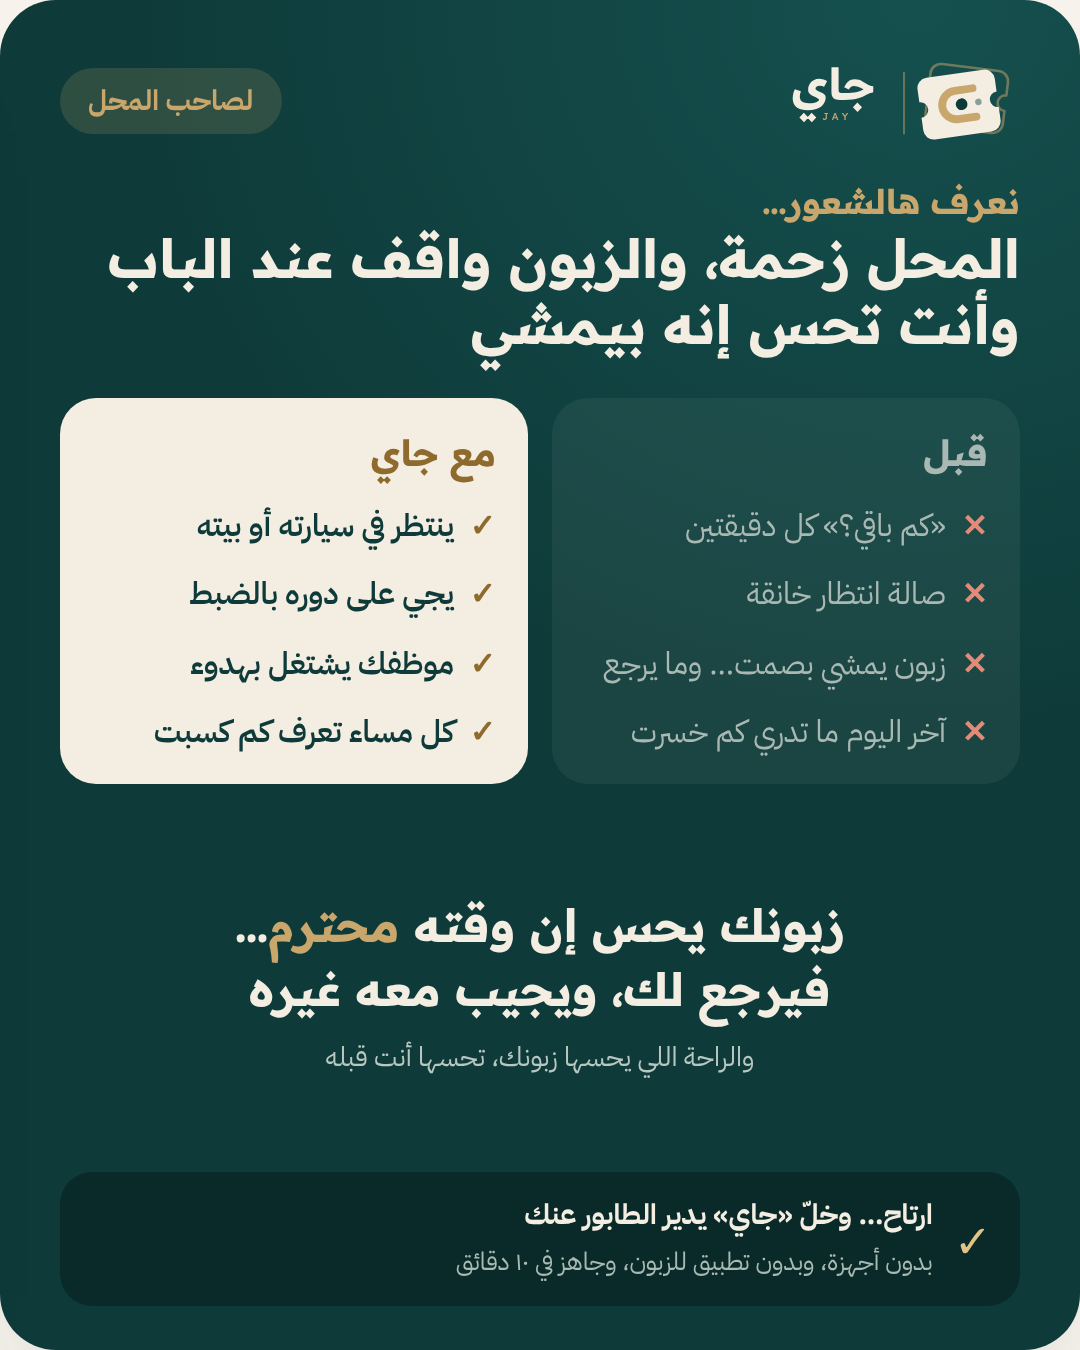 جاي
JAY
لصاحب المحل
نعرف هالشعور...
المحل زحمة، والزبون واقف عند الباب
وأنت تحس إنه بيمشي
قبل
✕ «كم باقي؟» كل دقيقتين
✕ صالة انتظار خانقة
✕ زبون يمشي بصمت... وما يرجع
✕ آخر اليوم ما تدري كم خسرت
مع جاي
✓ ينتظر في سيارته أو بيته
✓ يجي على دوره بالضبط
✓ موظفك يشتغل بهدوء
✓ كل مساء تعرف كم كسبت
زبونك يحس إن وقته محترم...
فيرجع لك، ويجيب معه غيره
والراحة اللي يحسها زبونك، تحسها أنت قبله
✓ ارتاح... وخلّ «جاي» يدير الطابور عنك
بدون أجهزة، وبدون تطبيق للزبون، وجاهز في ١٠ دقائق